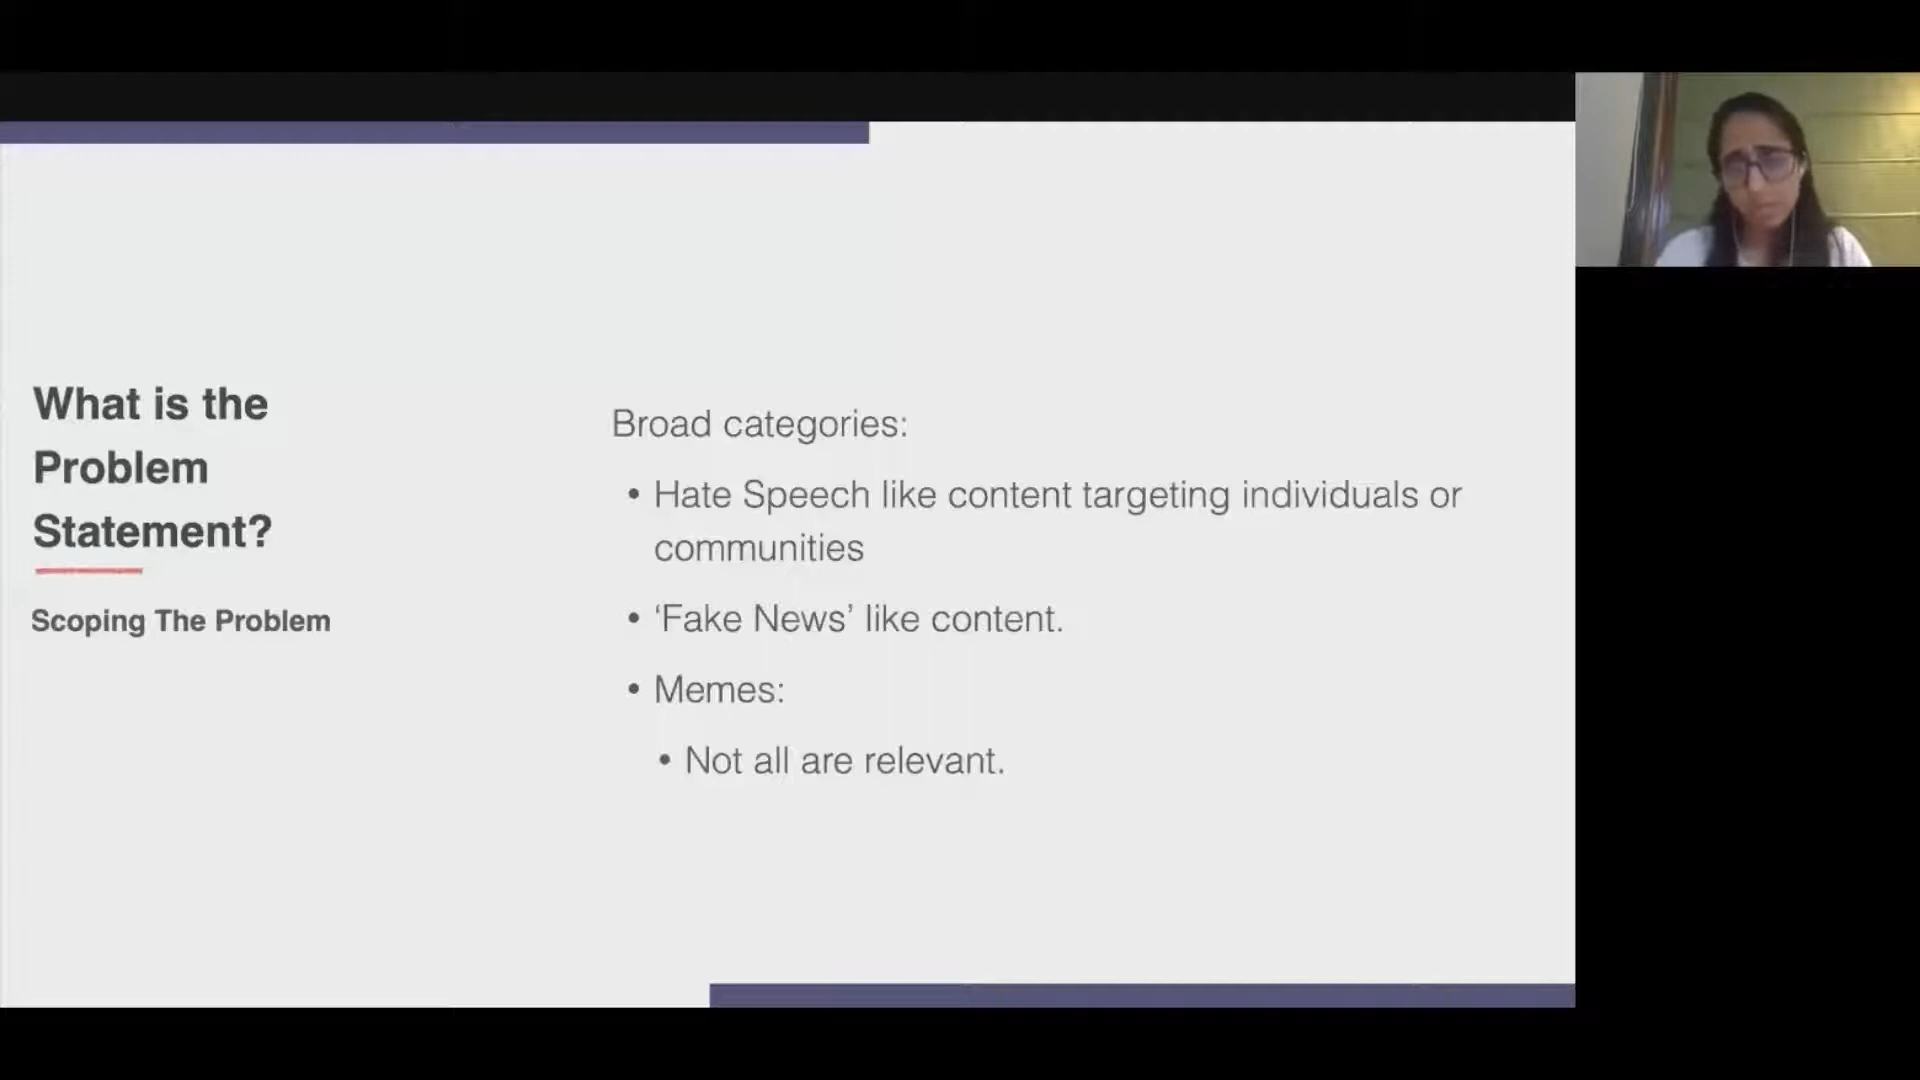 What is the
Problem
Statement?
Scoping The Problem
Broad categories:
• Hate Speech like content targeting individuals or
communities
• ‘Fake News’ like content.
• Memes:
• Not all are relevant.